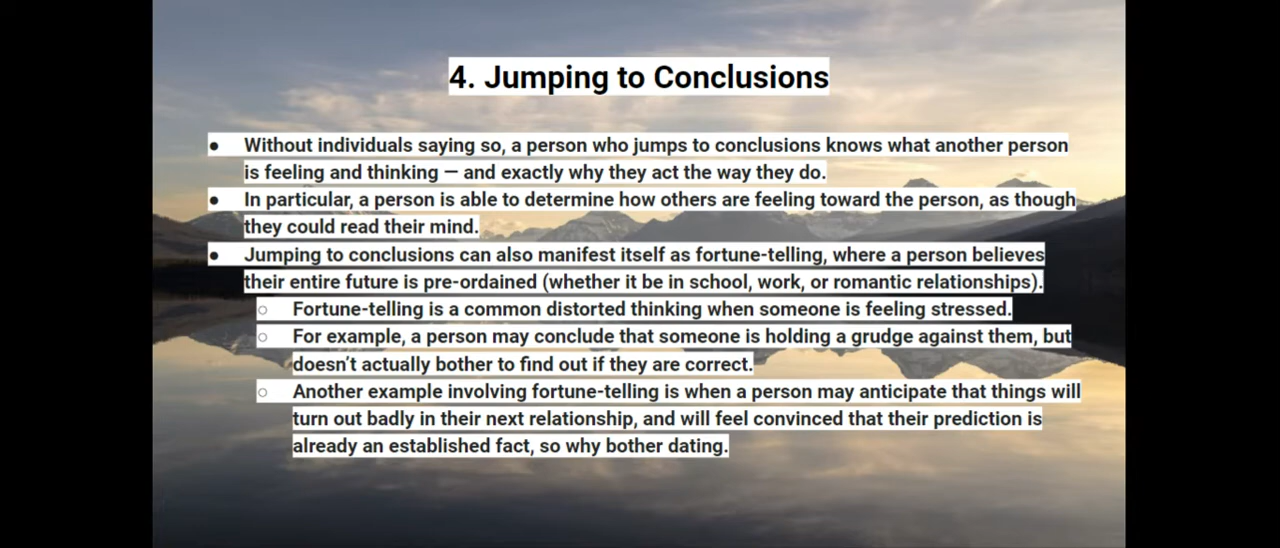 4. Jumping to Conclusions
● Without individuals saying so, a person who jumps to conclusions knows what another person
is feeling and thinking — and exactly why they act the way they do.
● In particular, a person is able to determine how others are feeling toward the person, as though
they could read their mind.
● Jumping to conclusions can also manifest itself as fortune-telling, where a person believes
their entire future is pre-ordained (whether it be in school, work, or romantic relationships).
○ Fortune-telling is a common distorted thinking when someone is feeling stressed.
○ For example, a person may conclude that someone is holding a grudge against them, but
doesn’t actually bother to find out if they are correct.
○ Another example involving fortune-telling is when a person may anticipate that things will
turn out badly in their next relationship, and will feel convinced that their prediction is
already an established fact, so why bother dating.